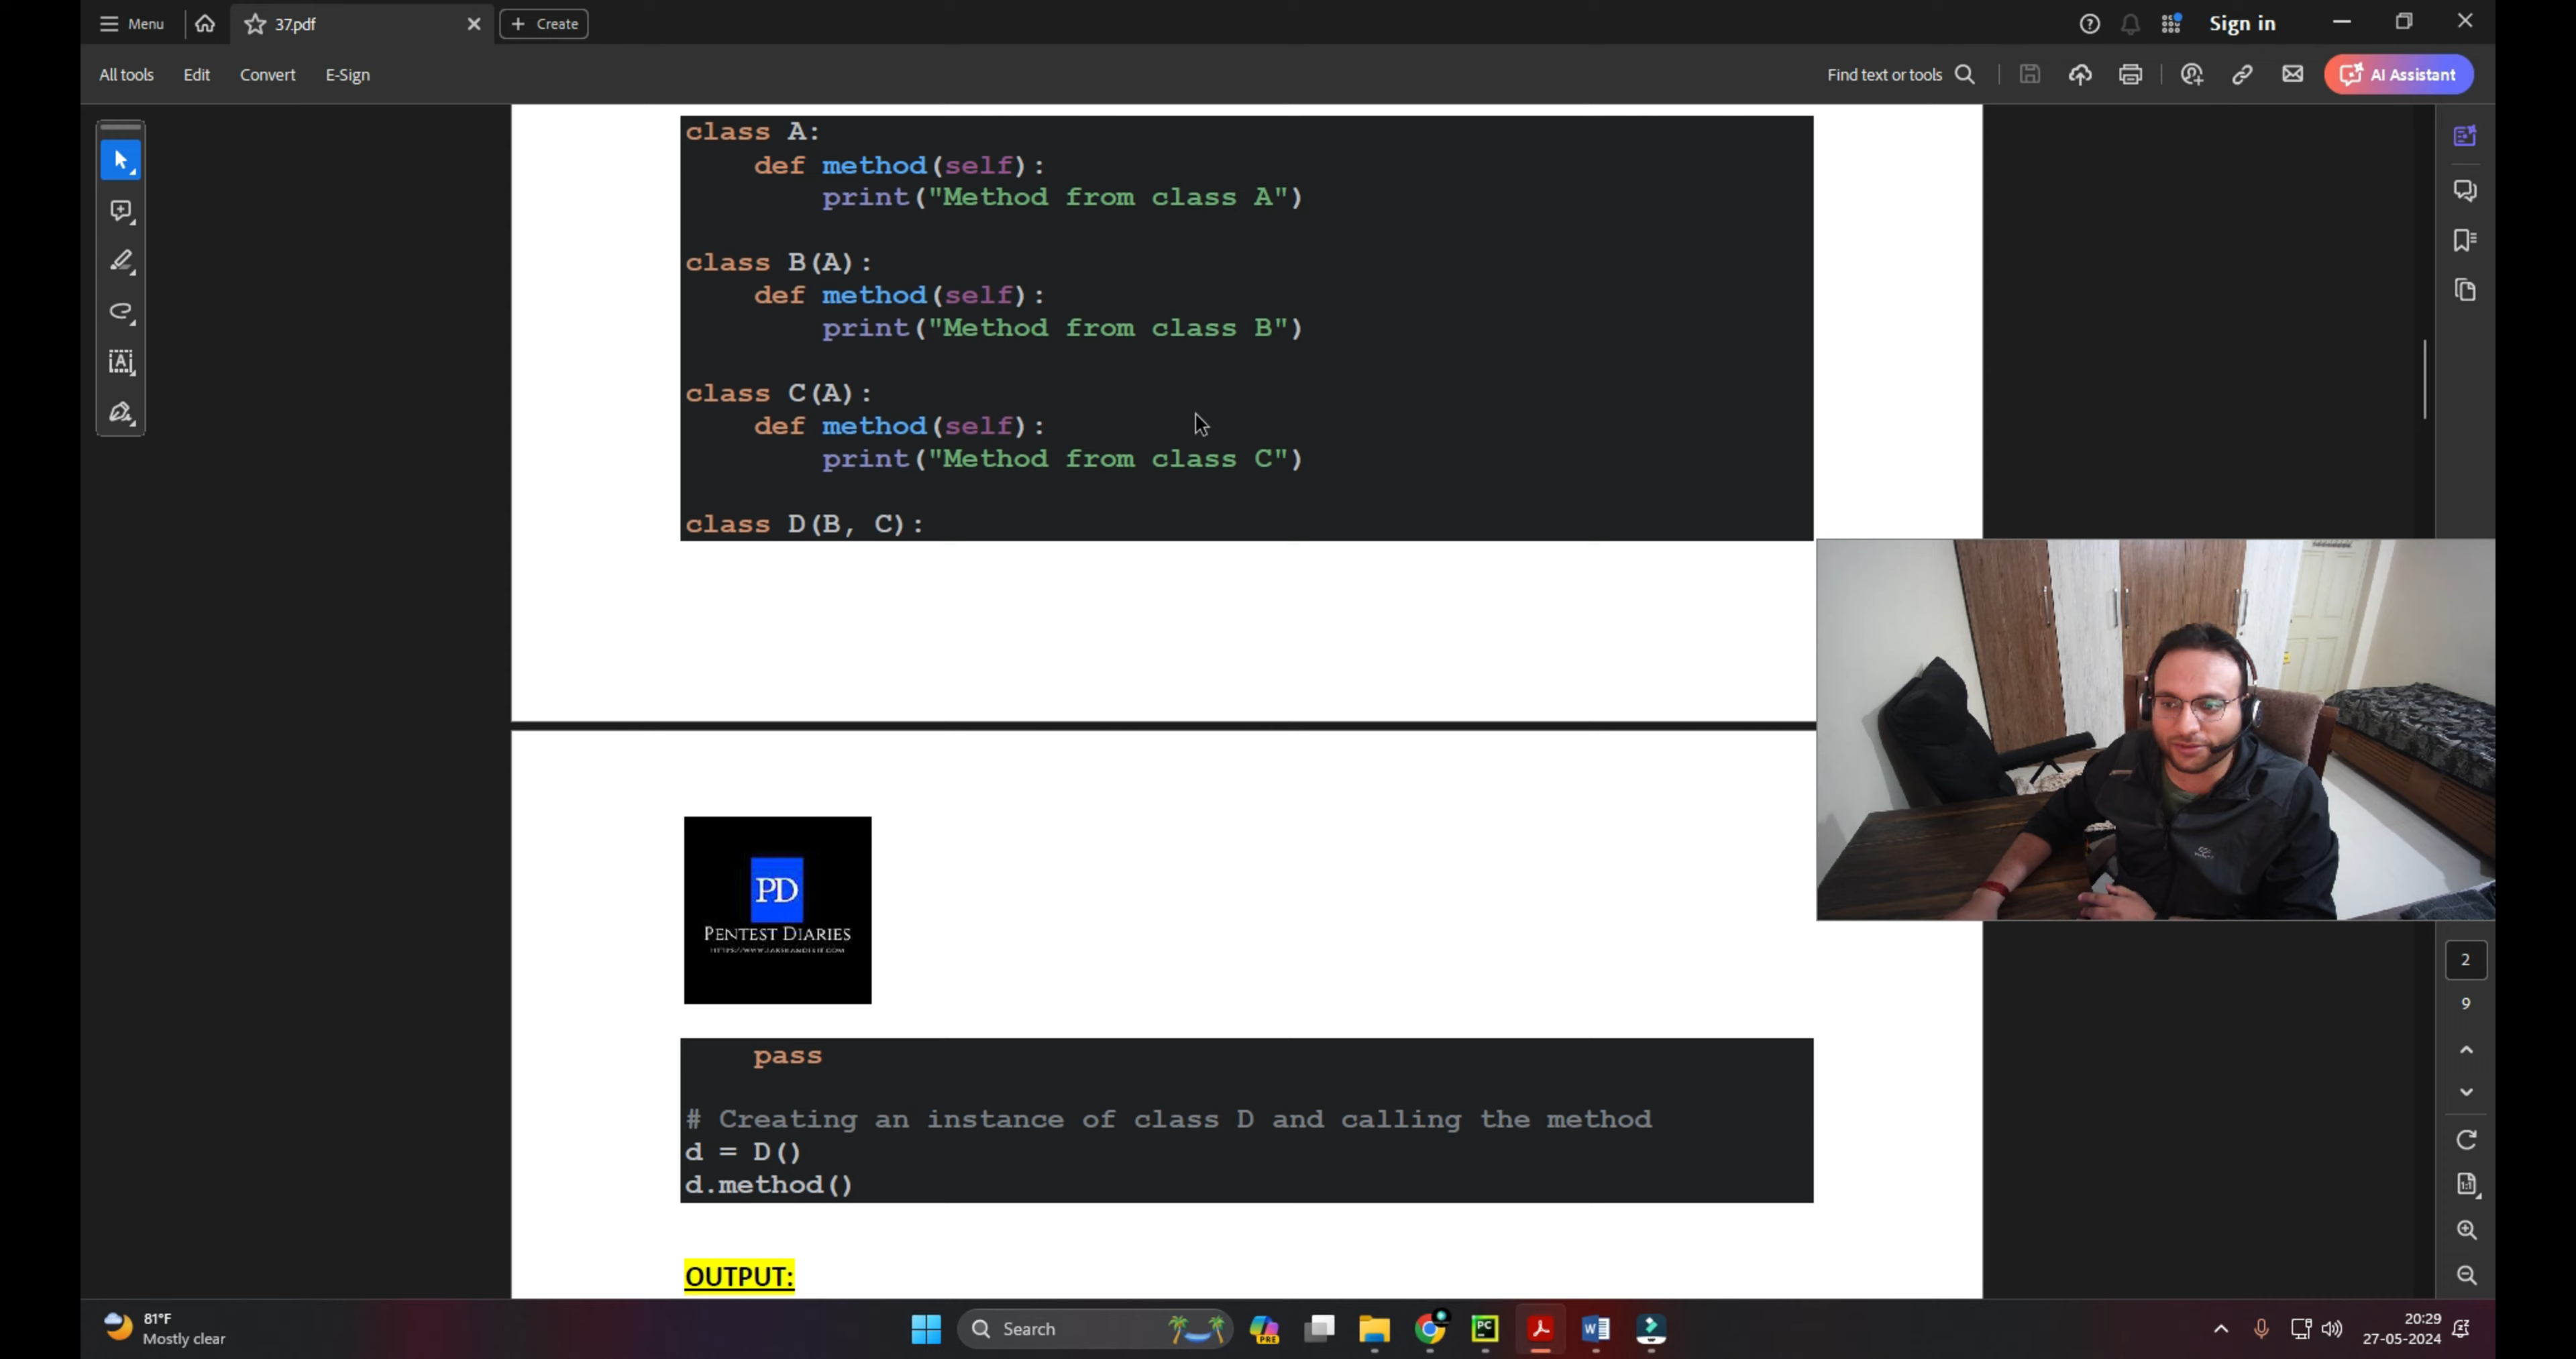 Menu
37.pdf
Create
Sign in
All tools
Edit
Convert
E-Sign
Find text or tools
AI Assistant
class A:
    def method(self):
        print("Method from class A")
class B(A):
    def method(self):
        print("Method from class B")
class C(A):
    def method(self):
        print("Method from class C")
class D(B, C):
PD
PENTEST DIARIES
    pass
# Creating an instance of class D and calling the method
d = D()
d.method()
OUTPUT:
2
9
81°F
Mostly clear
Search
PRE
PC
20:29
27-05-2024